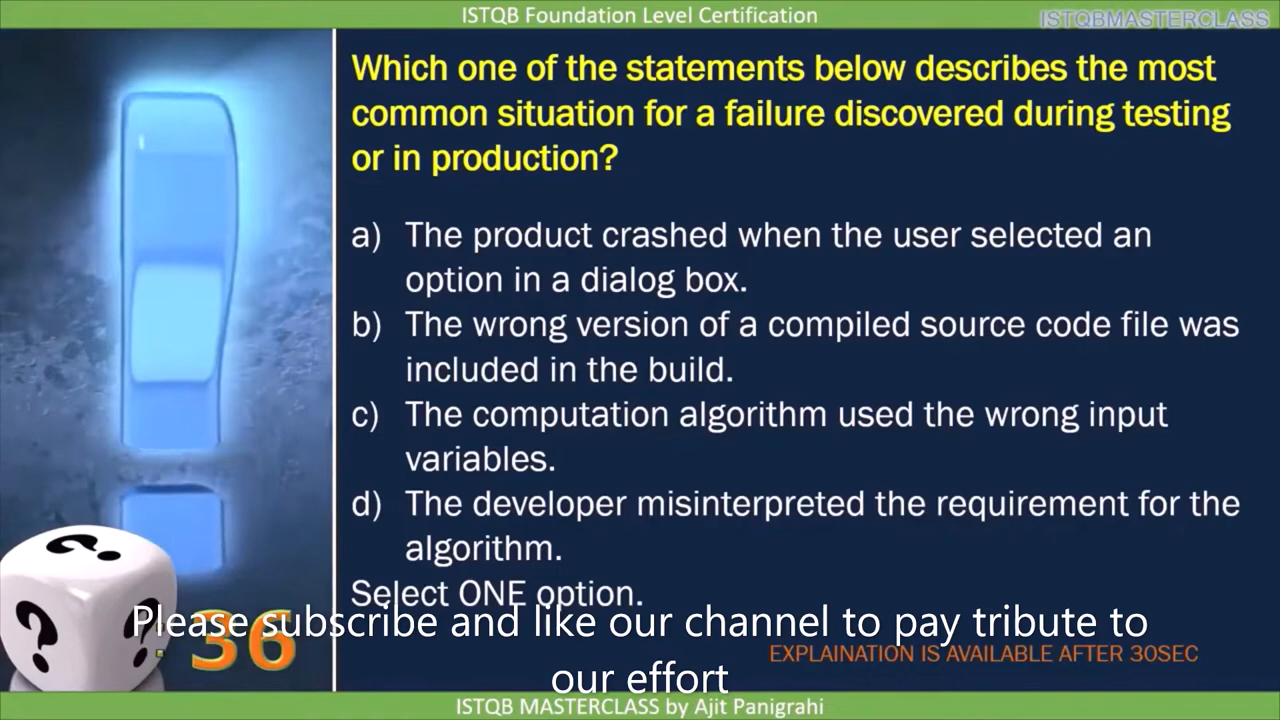 ISTQB Foundation Level Certification
ISTQBMASTERCLASS
Which one of the statements below describes the most
common situation for a failure discovered during testing
or in production?
a) The product crashed when the user selected an
option in a dialog box.
b) The wrong version of a compiled source code file was
included in the build.
c) The computation algorithm used the wrong input
variables.
d) The developer misinterpreted the requirement for the
algorithm.
Select ONE option.
Please subscribe and like our channel to pay tribute to
our effort
36
EXPLAINATION IS AVAILABLE AFTER 30SEC
ISTQB MASTERCLASS by Ajit Panigrahi